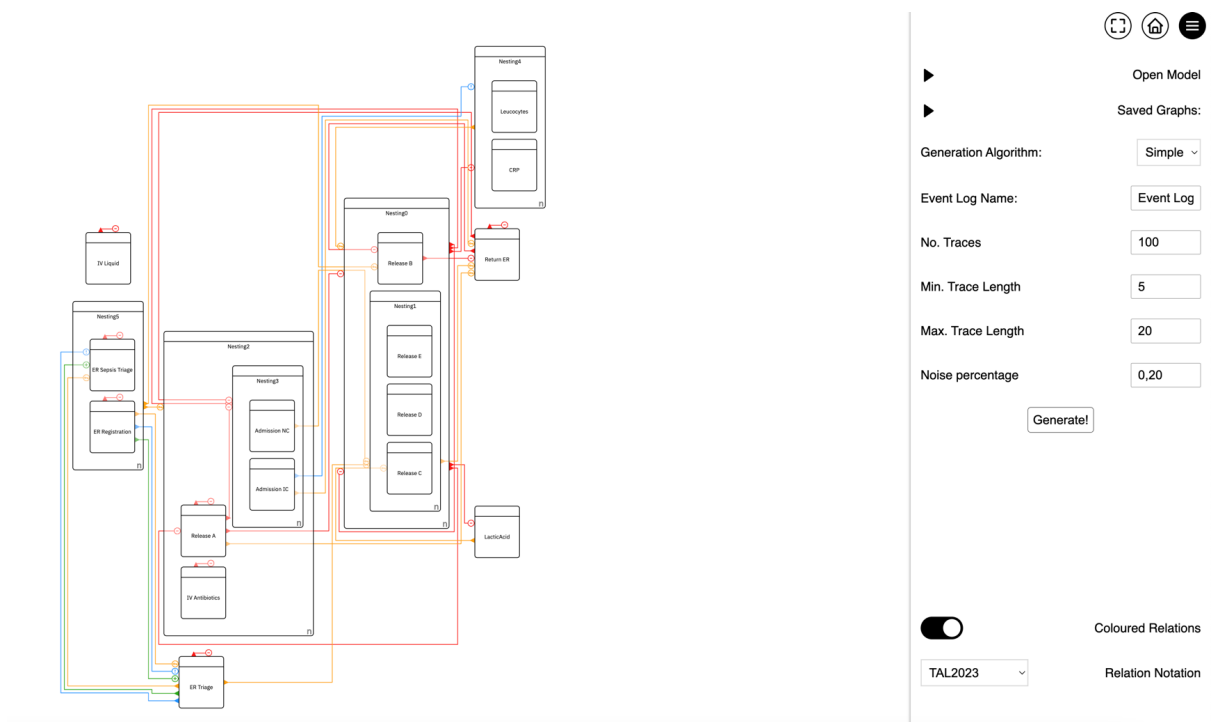 Nesting4
Leucocytes
CRP
n
Nesting0
Release B
Return ER
IV Liquid
Nesting1
Nesting5
Nesting2
Release E
ER Sepsis Triage
Nesting3
Release D
Admission NC
ER Registration
n
Release C
Admission IC
n
n
n
Release A
LacticAcid
IV Antibiotics
n
ER Triage
Open Model
Saved Graphs:
Generation Algorithm: Simple
Event Log Name: Event Log
No. Traces 100
Min. Trace Length 5
Max. Trace Length 20
Noise percentage 0,20
Generate!
Coloured Relations
TAL2023 Relation Notation